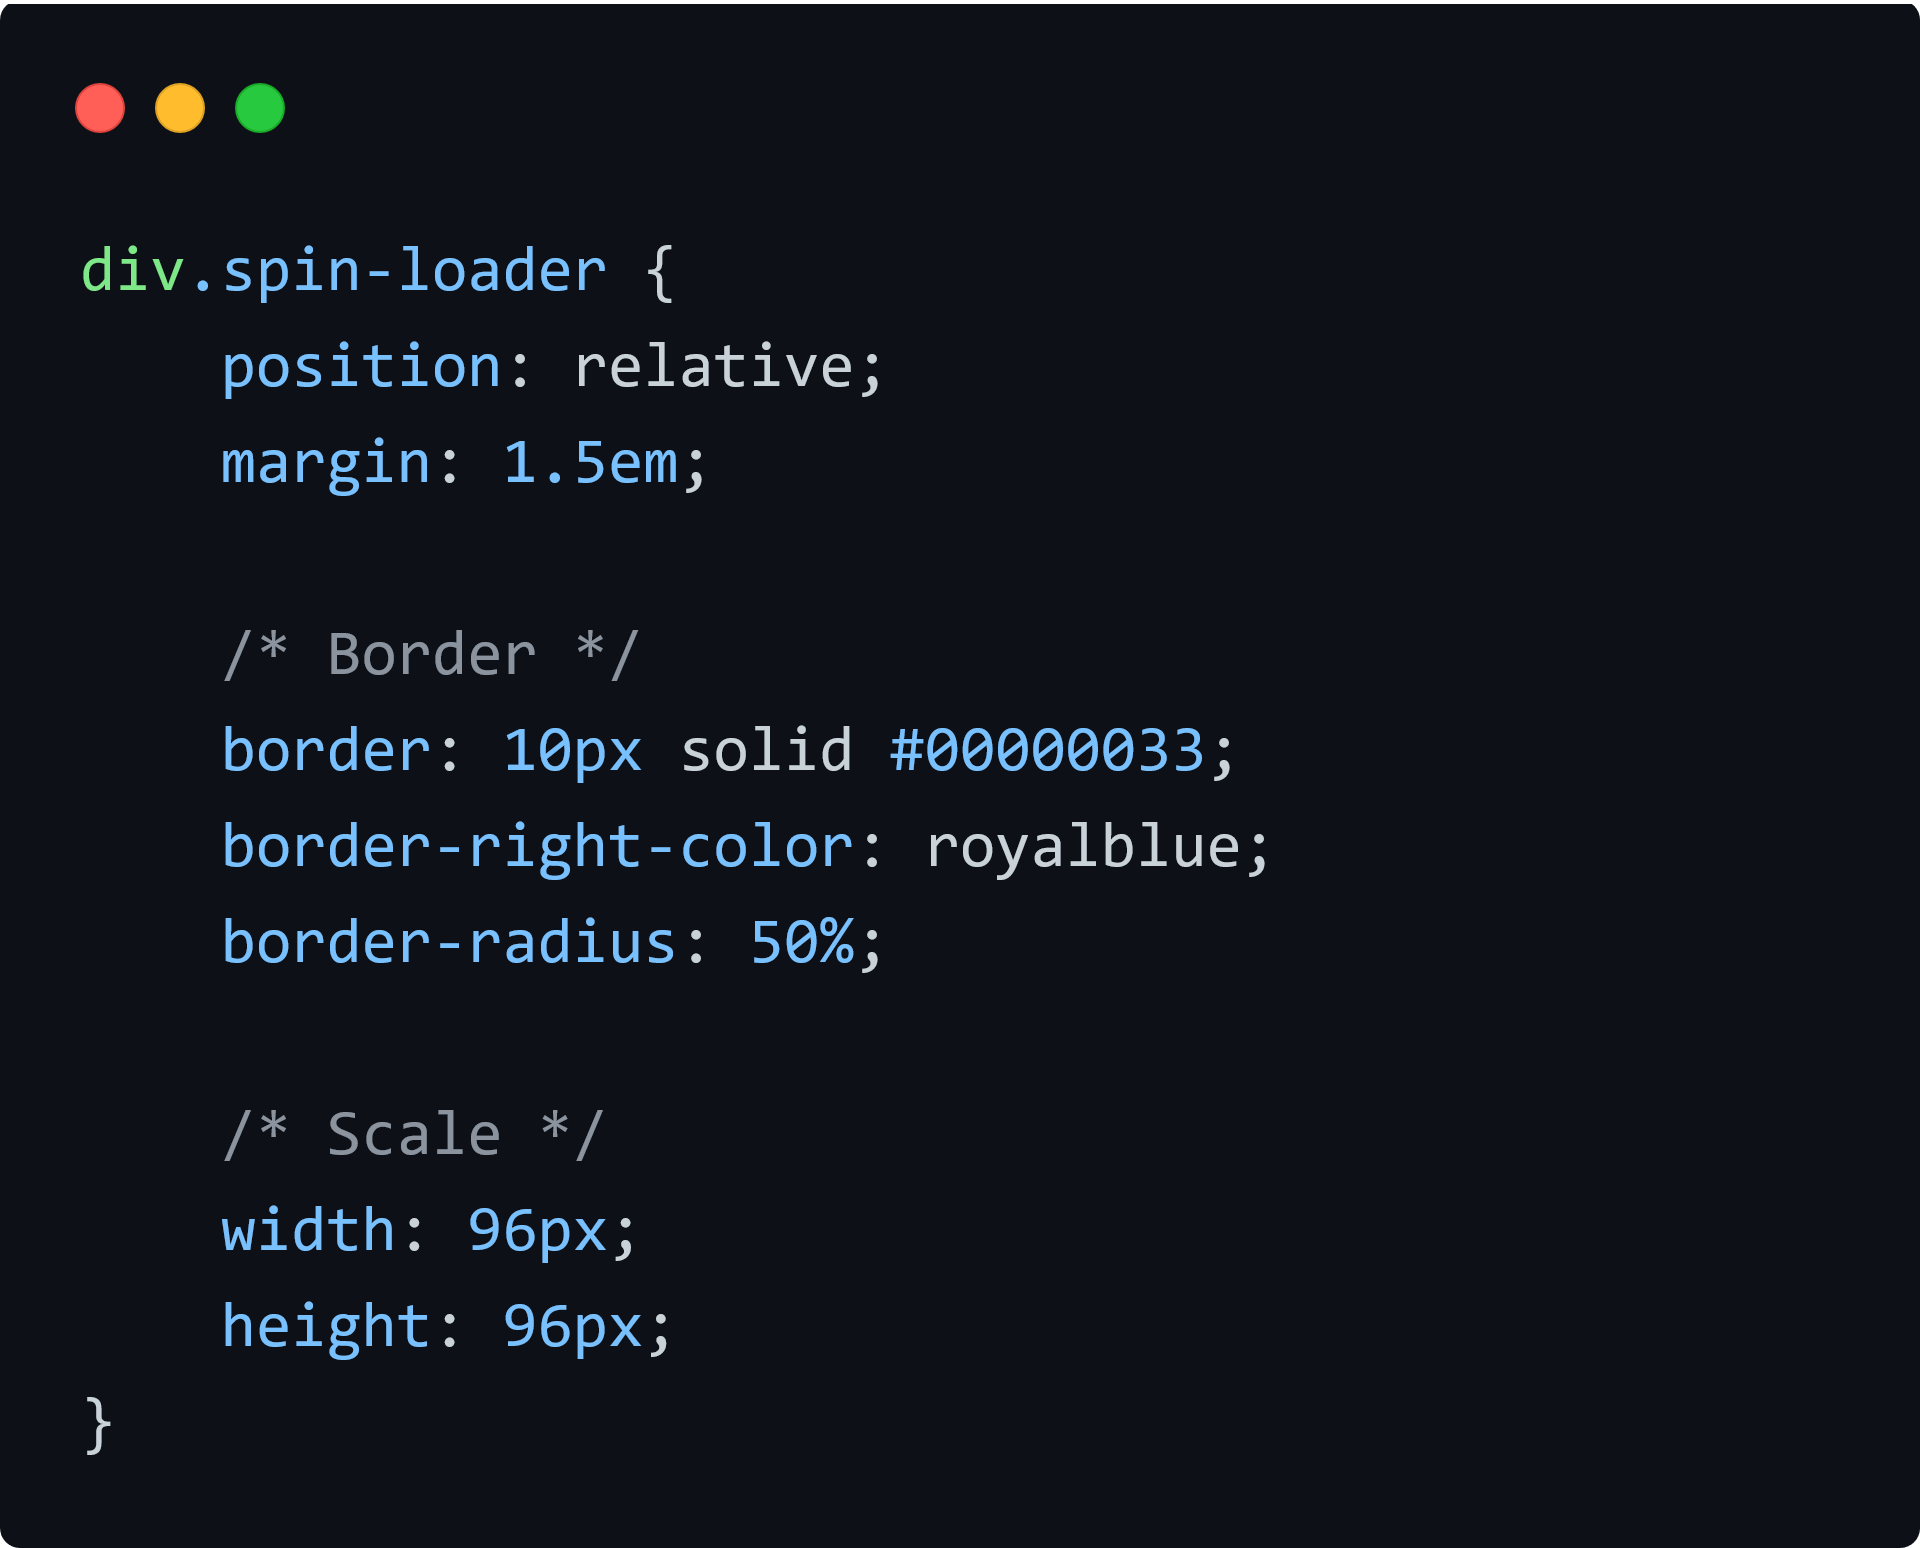 div.spin-loader {
    position: relative;
    margin: 1.5em;

    /* Border */
    border: 10px solid #00000033;
    border-right-color: royalblue;
    border-radius: 50%;

    /* Scale */
    width: 96px;
    height: 96px;
}